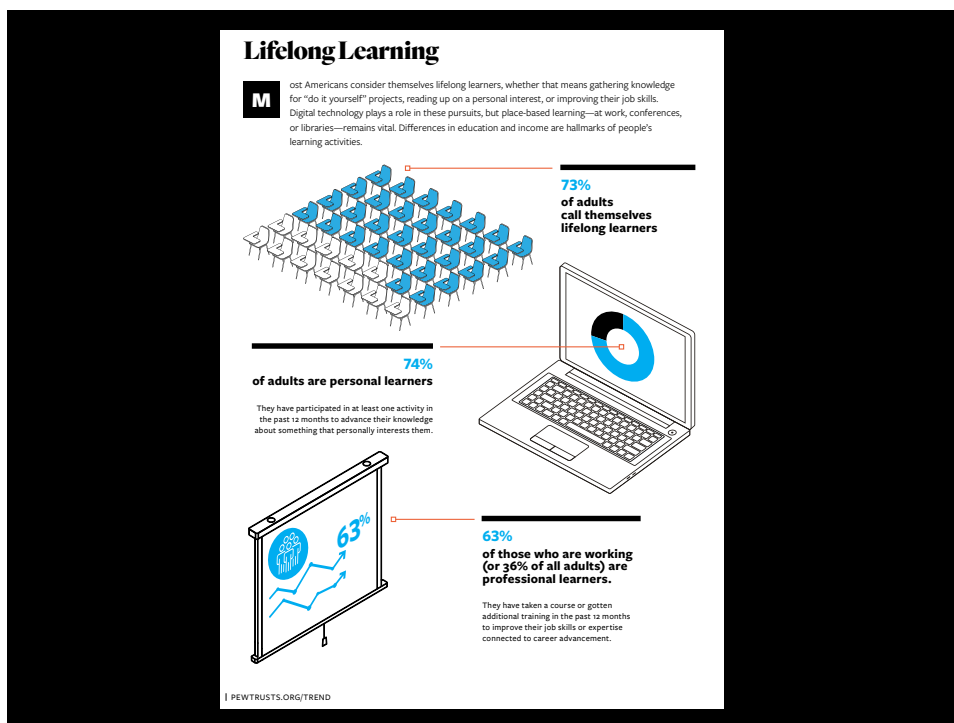 Lifelong Learning
M
ost Americans consider themselves lifelong learners, whether that means gathering knowledge
for “do it yourself” projects, reading up on a personal interest, or improving their job skills.
Digital technology plays a role in these pursuits, but place-based learning—at work, conferences,
or libraries—remains vital. Differences in education and income are hallmarks of people’s
learning activities.
73%
of adults
call themselves
lifelong learners
74%
of adults are personal learners
They have participated in at least one activity in
the past 12 months to advance their knowledge
about something that personally interests them.
63%
63%
of those who are working
(or 36% of all adults) are
professional learners.
They have taken a course or gotten
additional training in the past 12 months
to improve their job skills or expertise
connected to career advancement.
| PEWTRUSTS.ORG/TREND